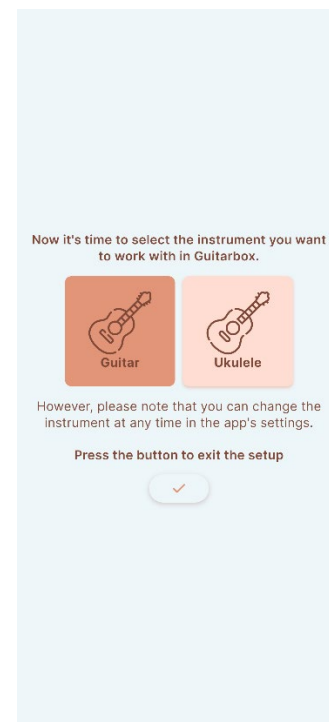 Now it's time to select the instrument you want
to work with in Guitarbox.
Guitar
Ukulele
However, please note that you can change the
instrument at any time in the app's settings.
Press the button to exit the setup